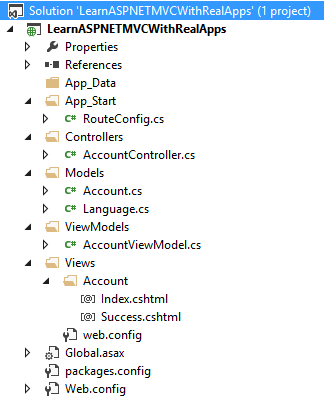 Solution 'LearnASPNETMVCWithRealApps' (1 project)
LearnASPNETMVCWithRealApps
Properties
References
App_Data
App_Start
RouteConfig.cs
Controllers
AccountController.cs
Models
Account.cs
Language.cs
ViewModels
AccountViewModel.cs
Views
Account
Index.cshtml
Success.cshtml
web.config
Global.asax
packages.config
Web.config